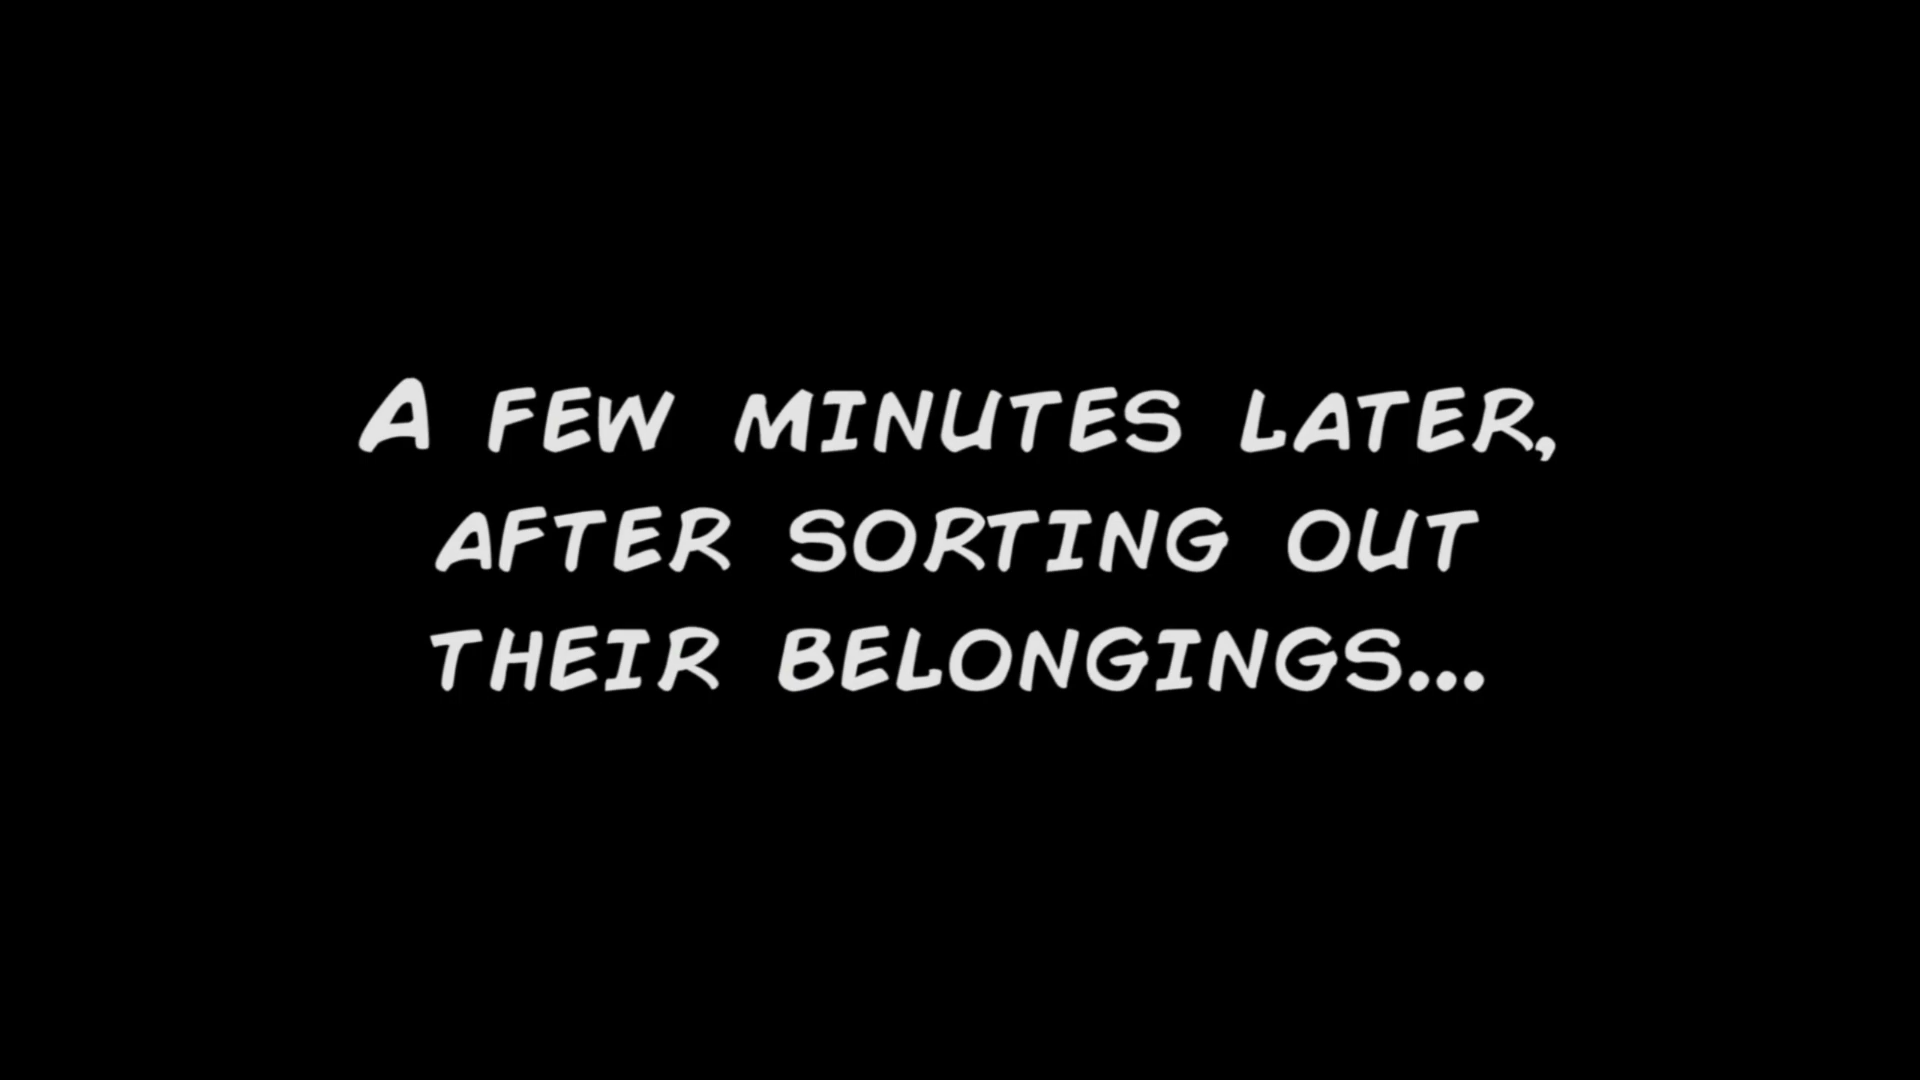 A FEW MINUTES LATER,
AFTER SORTING OUT
THEIR BELONGINGS...